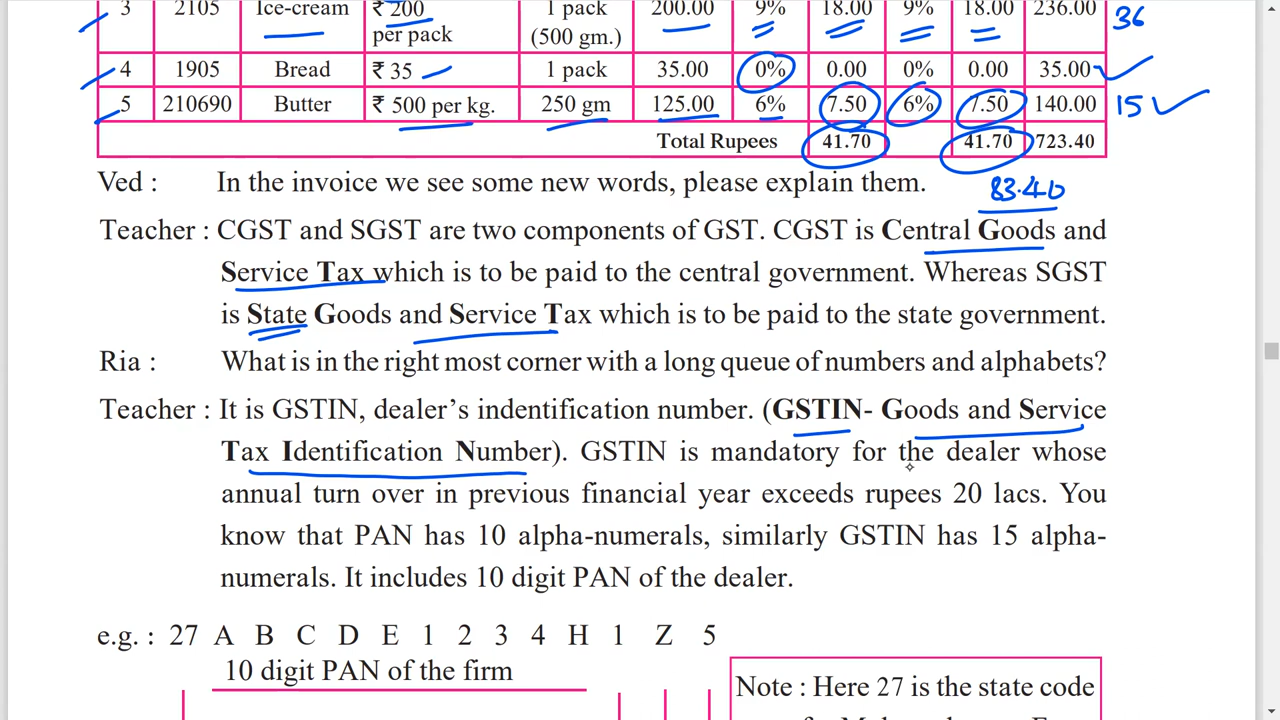 3 2105 Ice-cream ₹ 200 1 pack 200.00 9% 18.00 9% 18.00 236.00 36
per pack (500 gm.)
4 1905 Bread ₹ 35 1 pack 35.00 0% 0.00 0% 0.00 35.00
5 210690 Butter ₹ 500 per kg. 250 gm 125.00 6% 7.50 6% 7.50 140.00 15
Total Rupees 41.70 41.70 723.40
Ved : In the invoice we see some new words, please explain them.
83.40
Teacher : CGST and SGST are two components of GST. CGST is Central Goods and
Service Tax which is to be paid to the central government. Whereas SGST
is State Goods and Service Tax which is to be paid to the state government.
Ria : What is in the right most corner with a long queue of numbers and alphabets?
Teacher : It is GSTIN, dealer's indentification number. (GSTIN- Goods and Service
Tax Identification Number). GSTIN is mandatory for the dealer whose
annual turn over in previous financial year exceeds rupees 20 lacs. You
know that PAN has 10 alpha-numerals, similarly GSTIN has 15 alpha-
numerals. It includes 10 digit PAN of the dealer.
e.g. : 27 A B C D E 1 2 3 4 H 1 Z 5
10 digit PAN of the firm
Note : Here 27 is the state code